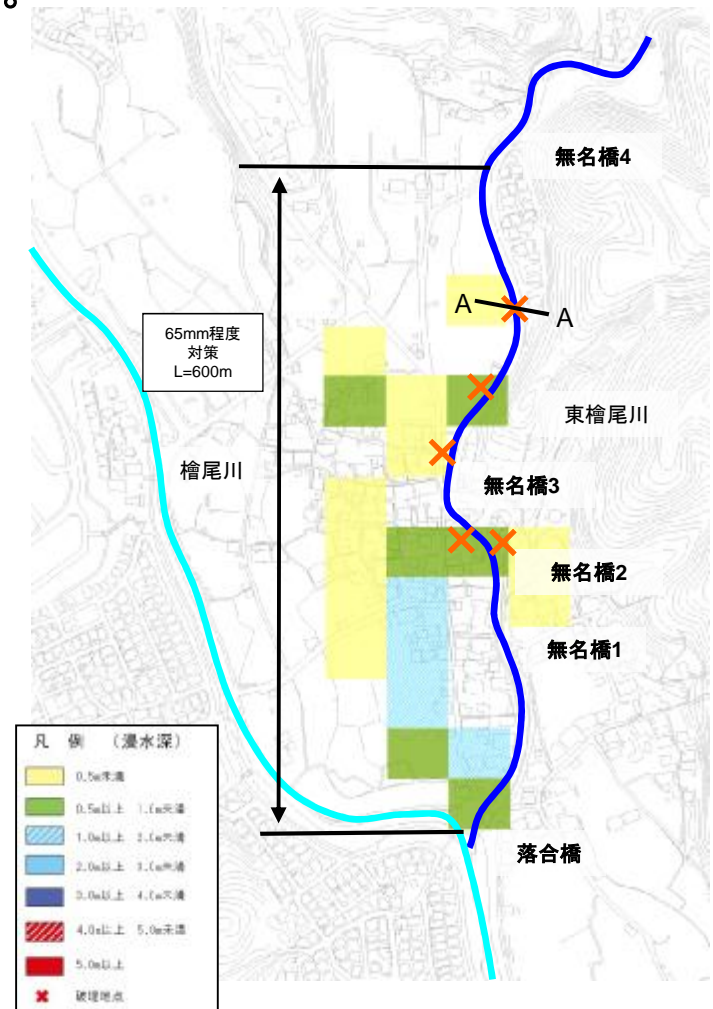 無名橋4
A
A
65mm程度
対策
L=600m
東檜尾川
檜尾川
無名橋3
無名橋2
無名橋1
落合橋
凡 例 （浸水深）
0.5m未満
0.5m以上 1.0m未満
1.0m以上 2.0m未満
2.0m以上 3.0m未満
3.0m以上 4.0m未満
4.0m以上 5.0m未満
5.0m以上
破堤地点